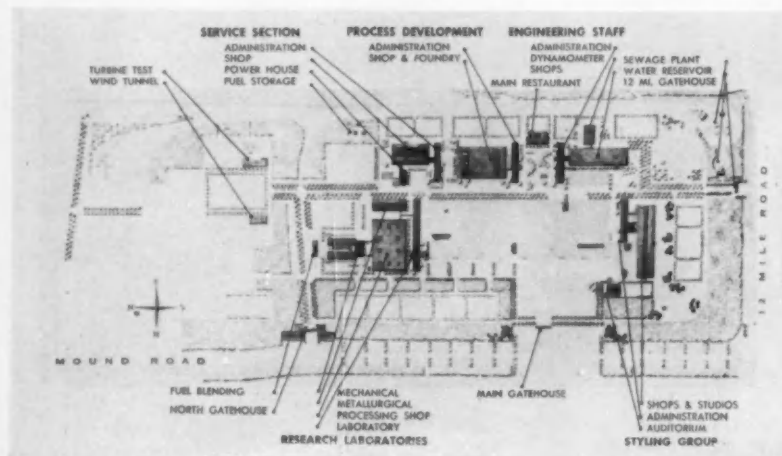 SERVICE SECTION
ADMINISTRATION
SHOP
POWER HOUSE
FUEL STORAGE
PROCESS DEVELOPMENT
ADMINISTRATION
SHOP & FOUNDRY
ENGINEERING STAFF
ADMINISTRATION
DYNAMOMETER
SHOPS
MAIN RESTAURANT
SEWAGE PLANT
WATER RESERVOIR
12 MI. GATEHOUSE
TURBINE TEST
WIND TUNNEL
12 MILE ROAD
N
S
MOUND ROAD
FUEL BLENDING
NORTH GATEHOUSE
MECHANICAL
METALLURGICAL
PROCESSING SHOP
LABORATORY
RESEARCH LABORATORIES
MAIN GATEHOUSE
SHOPS & STUDIOS
ADMINISTRATION
AUDITORIUM
STYLING GROUP